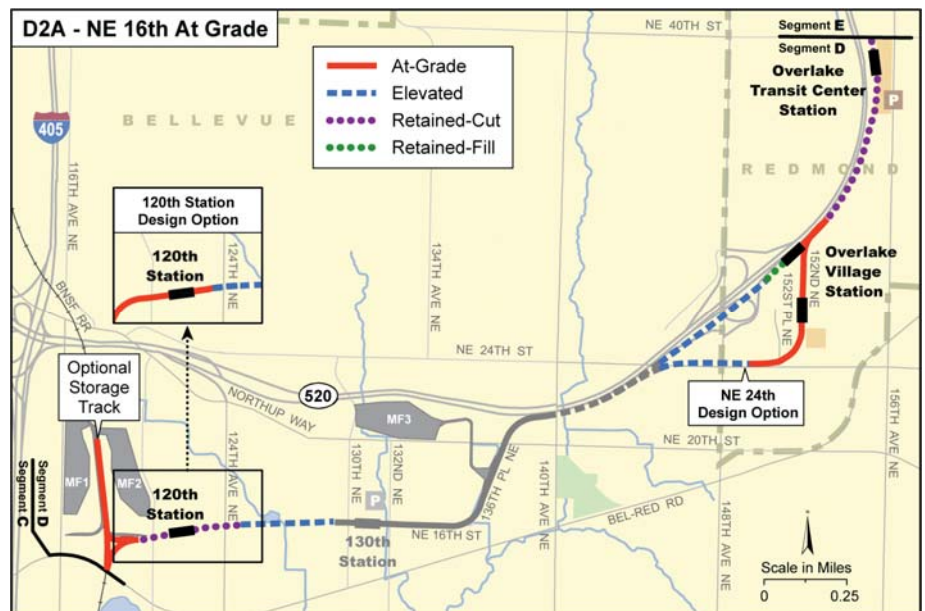 D2A - NE 16th At Grade
NE 40TH ST
Segment E
Segment D
Overlake
Transit Center
Station
P
At-Grade
Elevated
Retained-Cut
Retained-Fill
405
BELLEVUE
REDMOND
116TH AVE NE
120th Station
Design Option
120th
Station
124TH NE
134TH AVE NE
Overlake
Village
Station
152ND NE
152ST PL NE
BNSF RR
NE 24TH ST
Optional
Storage
Track
NORTHUP WAY
520
NE 24th
Design Option
156TH AVE NE
MF3
NE 20TH ST
MF1
MF2
124TH AVE NE
130TH NE
132ND NE
136TH PL NE
140TH AVE NE
148TH AVE NE
Segment D
Segment C
120th
Station
P
BEL-RED RD
NE 16TH ST
130th
Station
Scale in Miles
0
0.25